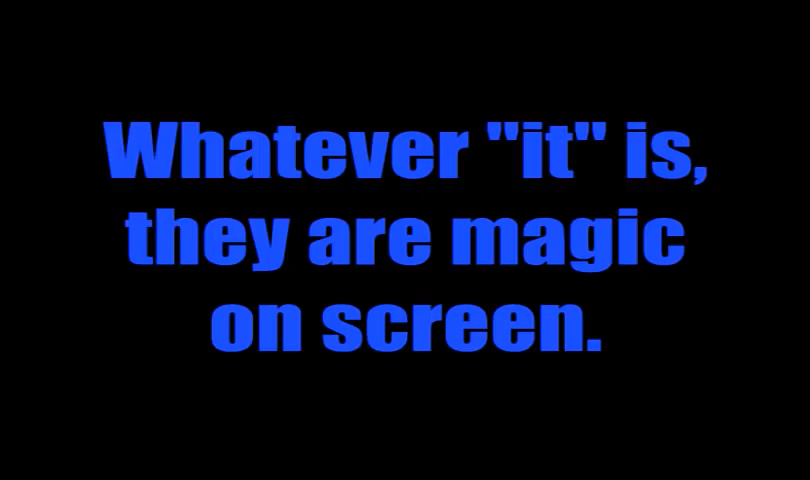 Whatever "it" is,
they are magic
on screen.